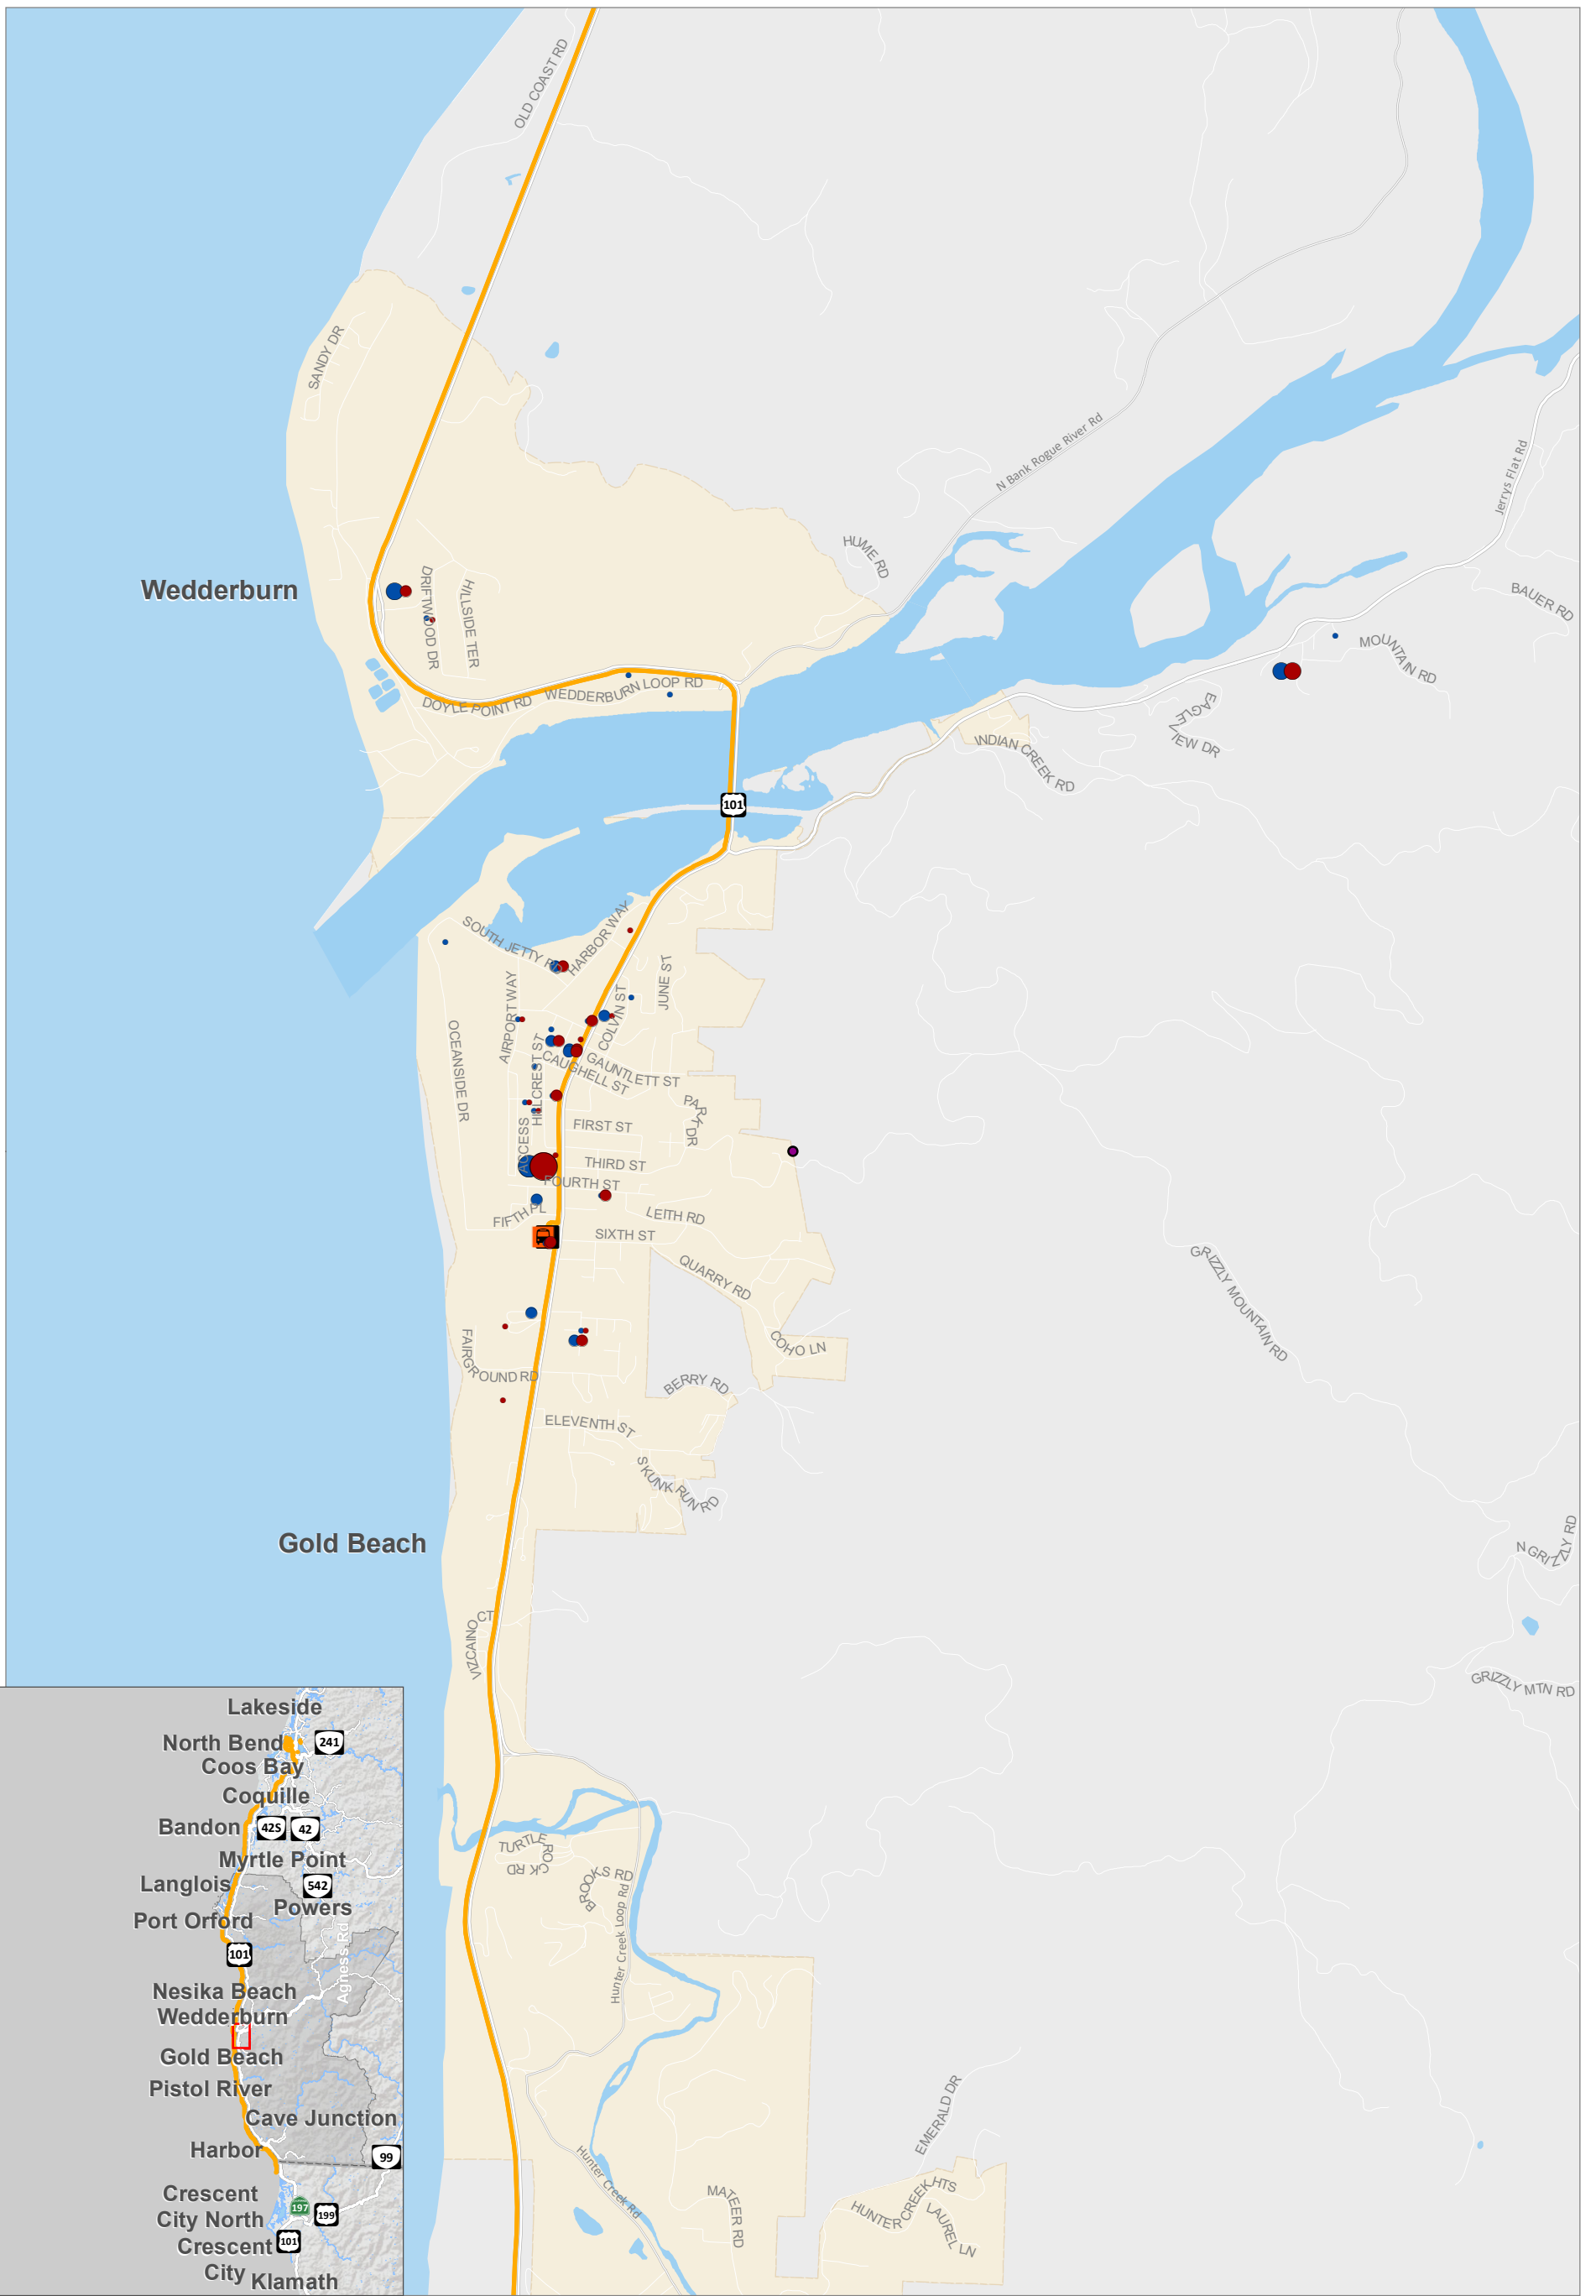 OLD COAST RD
SANDY DR
N Bank Rogue River Rd
Jerrys Flat Rd
HUME RD
Wedderburn
DRIFTWOOD DR
HILLSIDE TER
BAUER RD
MOUNTAIN RD
WEDDERBURN LOOP RD
DOYLE POINT RD
EAGLE VIEW DR
INDIAN CREEK RD
101
SOUTH JETTY RD
HARBOR WAY
JUNE ST
AIRPORT WAY
COLVIN ST
OCEANSIDE DR
HILLCREST ST
GAUNTLETT ST
CAUGHELL ST
PARK DR
ACCESS
FIRST ST
THIRD ST
FOURTH ST
FIFTH PL
LEITH RD
SIXTH ST
QUARRY RD
GRIZZLY MOUNTAIN RD
COHO LN
FAIRGROUND RD
BERRY RD
ELEVENTH ST
SKUNK RUN RD
Gold Beach
N GRIZZLY RD
VIZCAINO CT
GRIZZLY MTN RD
TURTLE ROCK RD
BROOKS RD
Hunter Creek Loop Rd
EMERALD DR
Hunter Creek Rd
MATEER RD
HUNTER CREEK HTS
LAUREL LN
Lakeside
North Bend
241
Coos Bay
Coquille
Bandon
42S
42
Myrtle Point
Langlois
542
Powers
Port Orford
101
Agness Rd
Nesika Beach
Wedderburn
Gold Beach
Pistol River
Cave Junction
Harbor
99
Crescent
City North
197
199
Crescent
City
101
Klamath